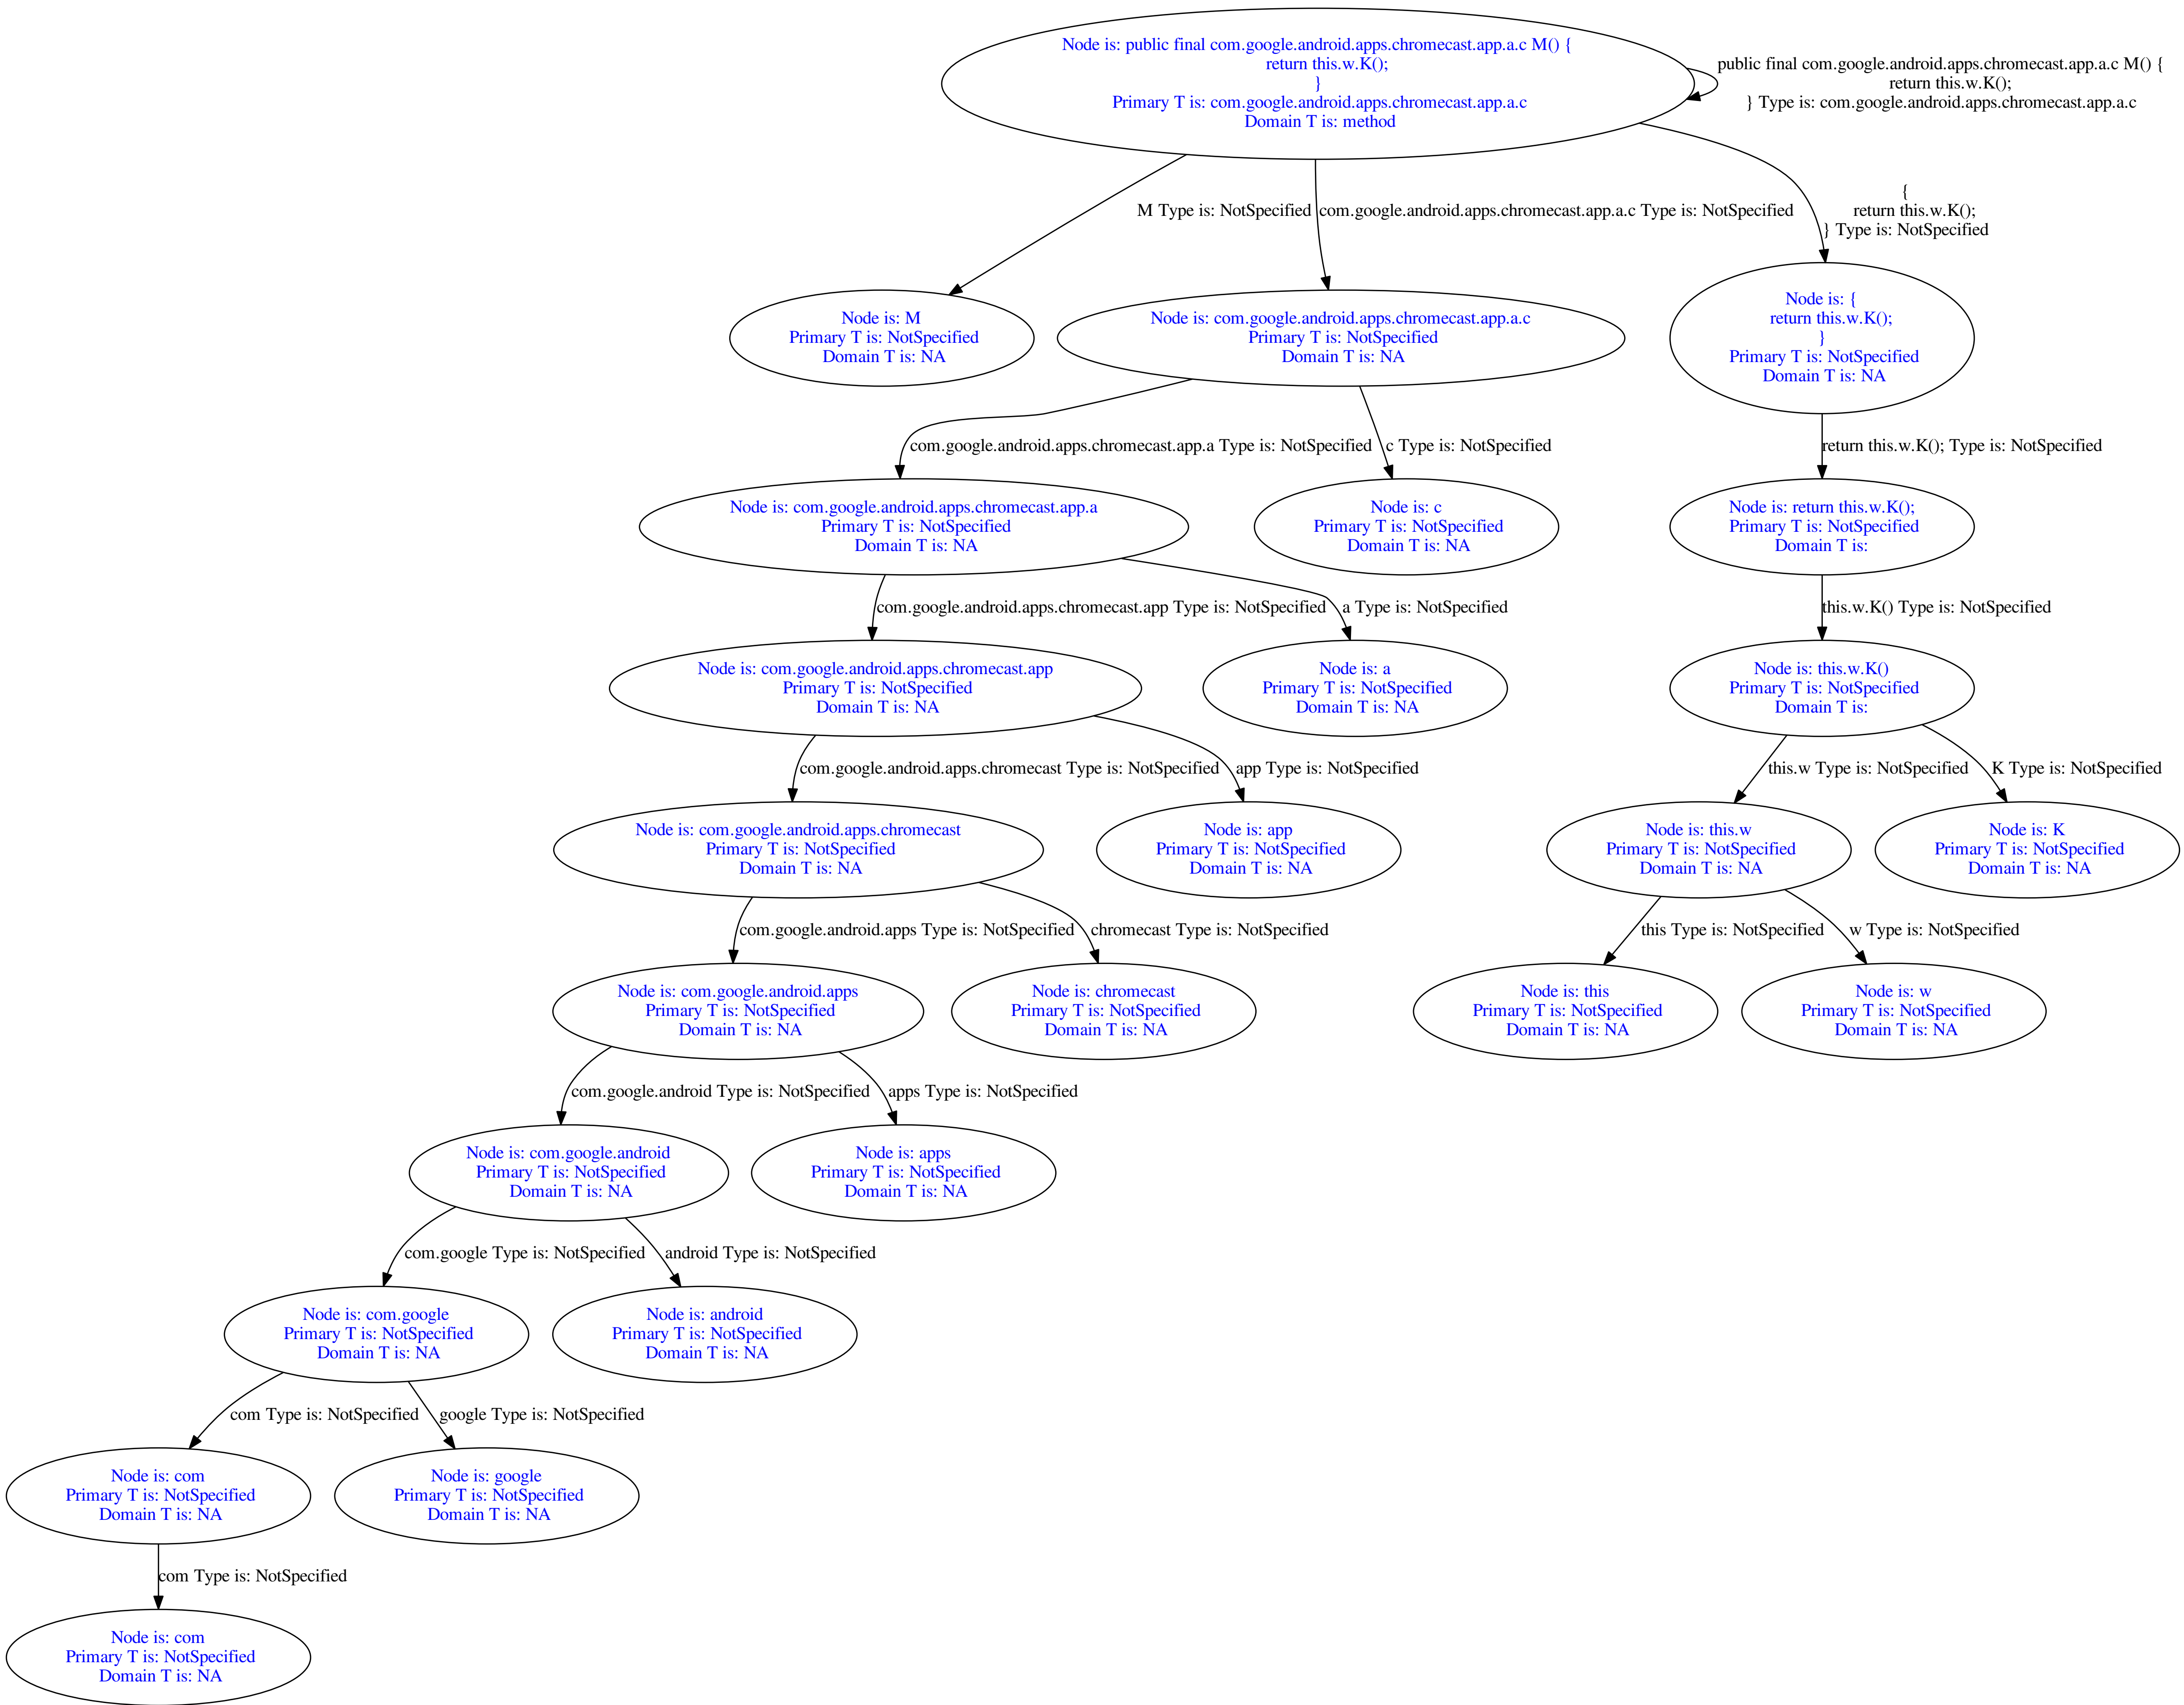 Node is: public final com.google.android.apps.chromecast.app.a.c M() {
return this.w.K();
}
Primary T is: com.google.android.apps.chromecast.app.a.c
Domain T is: method
public final com.google.android.apps.chromecast.app.a.c M() {
return this.w.K();
} Type is: com.google.android.apps.chromecast.app.a.c
M Type is: NotSpecified
com.google.android.apps.chromecast.app.a.c Type is: NotSpecified
{
return this.w.K();
} Type is: NotSpecified
Node is: M
Primary T is: NotSpecified
Domain T is: NA
Node is: com.google.android.apps.chromecast.app.a.c
Primary T is: NotSpecified
Domain T is: NA
Node is: {
return this.w.K();
}
Primary T is: NotSpecified
Domain T is: NA
com.google.android.apps.chromecast.app.a Type is: NotSpecified
c Type is: NotSpecified
return this.w.K(); Type is: NotSpecified
Node is: com.google.android.apps.chromecast.app.a
Primary T is: NotSpecified
Domain T is: NA
Node is: c
Primary T is: NotSpecified
Domain T is: NA
Node is: return this.w.K();
Primary T is: NotSpecified
Domain T is:
com.google.android.apps.chromecast.app Type is: NotSpecified
a Type is: NotSpecified
this.w.K() Type is: NotSpecified
Node is: com.google.android.apps.chromecast.app
Primary T is: NotSpecified
Domain T is: NA
Node is: a
Primary T is: NotSpecified
Domain T is: NA
Node is: this.w.K()
Primary T is: NotSpecified
Domain T is:
com.google.android.apps.chromecast Type is: NotSpecified
app Type is: NotSpecified
this.w Type is: NotSpecified
K Type is: NotSpecified
Node is: com.google.android.apps.chromecast
Primary T is: NotSpecified
Domain T is: NA
Node is: app
Primary T is: NotSpecified
Domain T is: NA
Node is: this.w
Primary T is: NotSpecified
Domain T is: NA
Node is: K
Primary T is: NotSpecified
Domain T is: NA
com.google.android.apps Type is: NotSpecified
chromecast Type is: NotSpecified
this Type is: NotSpecified
w Type is: NotSpecified
Node is: com.google.android.apps
Primary T is: NotSpecified
Domain T is: NA
Node is: chromecast
Primary T is: NotSpecified
Domain T is: NA
Node is: this
Primary T is: NotSpecified
Domain T is: NA
Node is: w
Primary T is: NotSpecified
Domain T is: NA
com.google.android Type is: NotSpecified
apps Type is: NotSpecified
Node is: com.google.android
Primary T is: NotSpecified
Domain T is: NA
Node is: apps
Primary T is: NotSpecified
Domain T is: NA
com.google Type is: NotSpecified
android Type is: NotSpecified
Node is: com.google
Primary T is: NotSpecified
Domain T is: NA
Node is: android
Primary T is: NotSpecified
Domain T is: NA
com Type is: NotSpecified
google Type is: NotSpecified
Node is: com
Primary T is: NotSpecified
Domain T is: NA
Node is: google
Primary T is: NotSpecified
Domain T is: NA
com Type is: NotSpecified
Node is: com
Primary T is: NotSpecified
Domain T is: NA